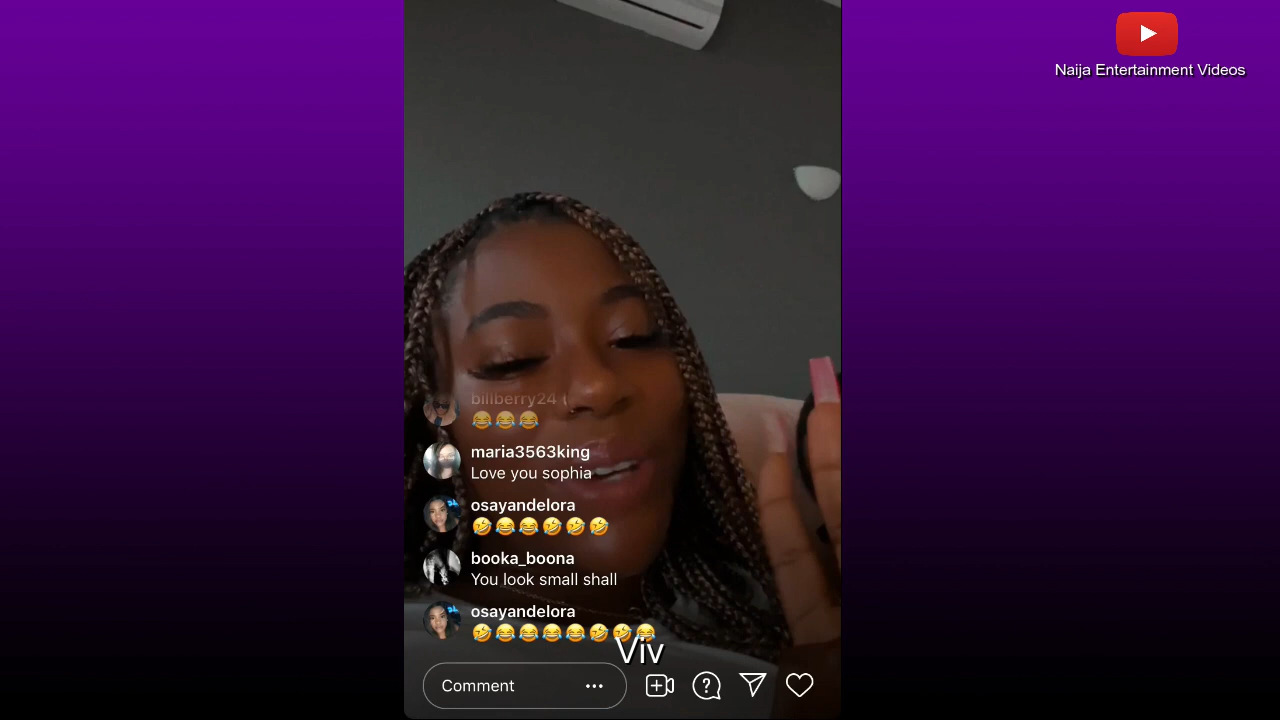 Naija Entertainment Videos
billberry24
😂😂😂
maria3563king
Love you sophia
osayandelora
🤣😂😂🤣🤣🤣
booka_boona
You look small shall
osayandelora
🤣😂😂😂😂🤣🤣😂
Viv
Comment